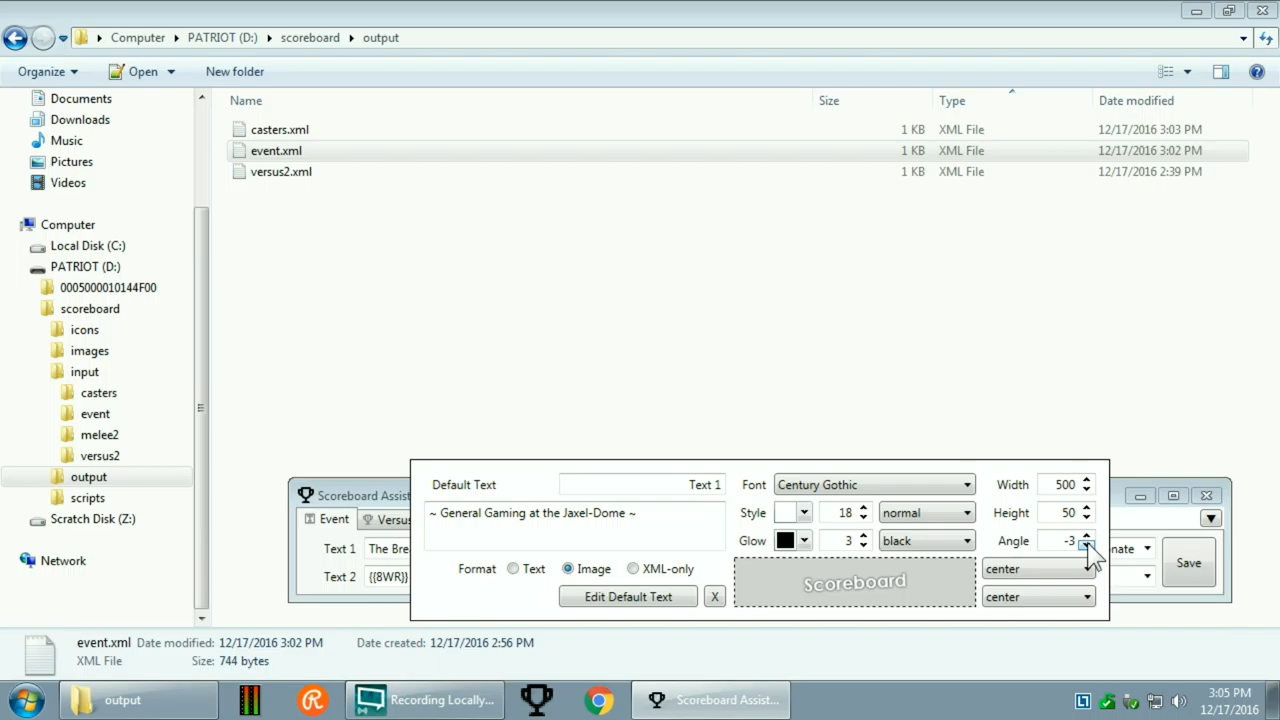 Computer PATRIOT (D:) scoreboard output
Organize Open New folder
Name Size Type Date modified
Documents
Downloads
Music
Pictures
Videos
Computer
Local Disk (C:)
PATRIOT (D:)
0005000010144F00
scoreboard
icons
images
input
casters
event
melee2
versus2
output
scripts
Scratch Disk (Z:)
Network
casters.xml 1 KB XML File 12/17/2016 3:03 PM
event.xml 1 KB XML File 12/17/2016 3:02 PM
versus2.xml 1 KB XML File 12/17/2016 2:39 PM
Scoreboard Assist
Event Versus
Text 1 The Bre
Text 2 {{8WR}}
Save
Default Text Text 1 Font Century Gothic Width 500
~ General Gaming at the Jaxel-Dome ~ Style 18 normal Height 50
Glow 3 black Angle -3
Format Text Image XML-only Scoreboard center
Edit Default Text X center
event.xml Date modified: 12/17/2016 3:02 PM Date created: 12/17/2016 2:56 PM
XML File Size: 744 bytes
output Recording Locally... Scoreboard Assist... 3:05 PM
12/17/2016